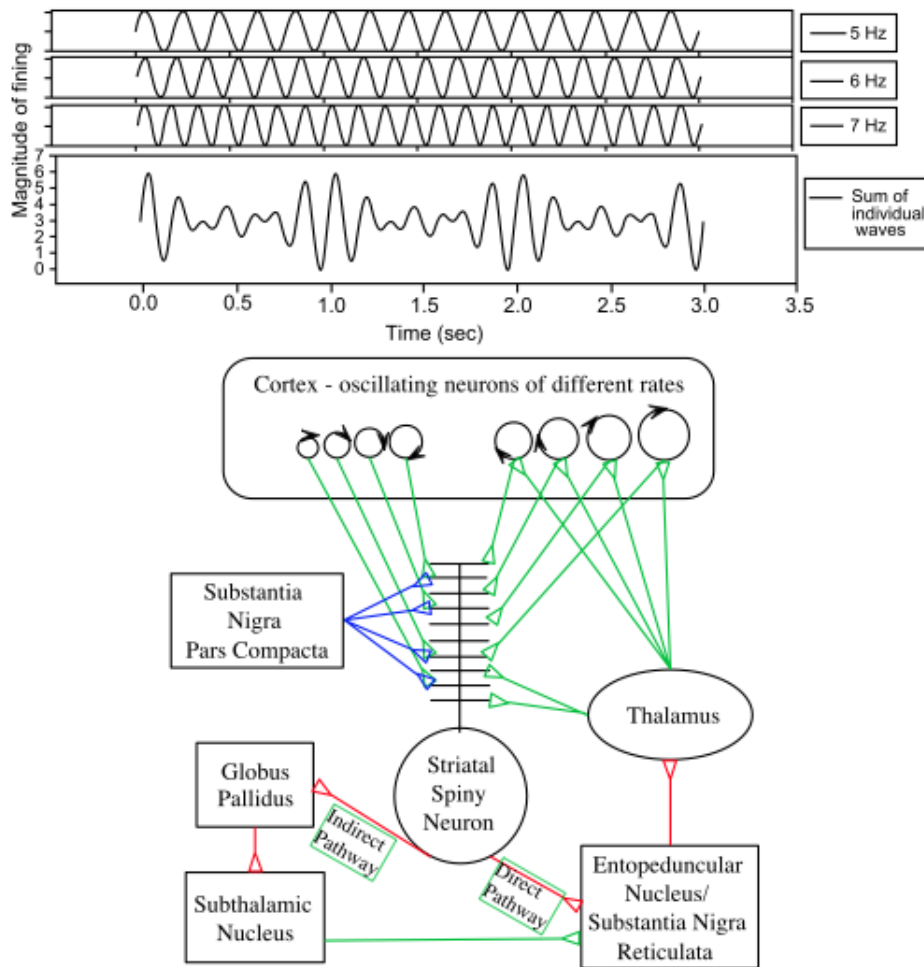 5 Hz
6 Hz
7 Hz
Magnitude of fining
7
6
5
4
3
2
1
0
Sum of
individual
waves
0.0 0.5 1.0 1.5 2.0 2.5 3.0 3.5
Time (sec)
Cortex - oscillating neurons of different rates
Substantia
Nigra
Pars Compacta
Thalamus
Striatal
Spiny
Neuron
Globus
Pallidus
Indirect
Pathway
Direct
Pathway
Entopeduncular
Nucleus/
Substantia Nigra
Reticulata
Subthalamic
Nucleus